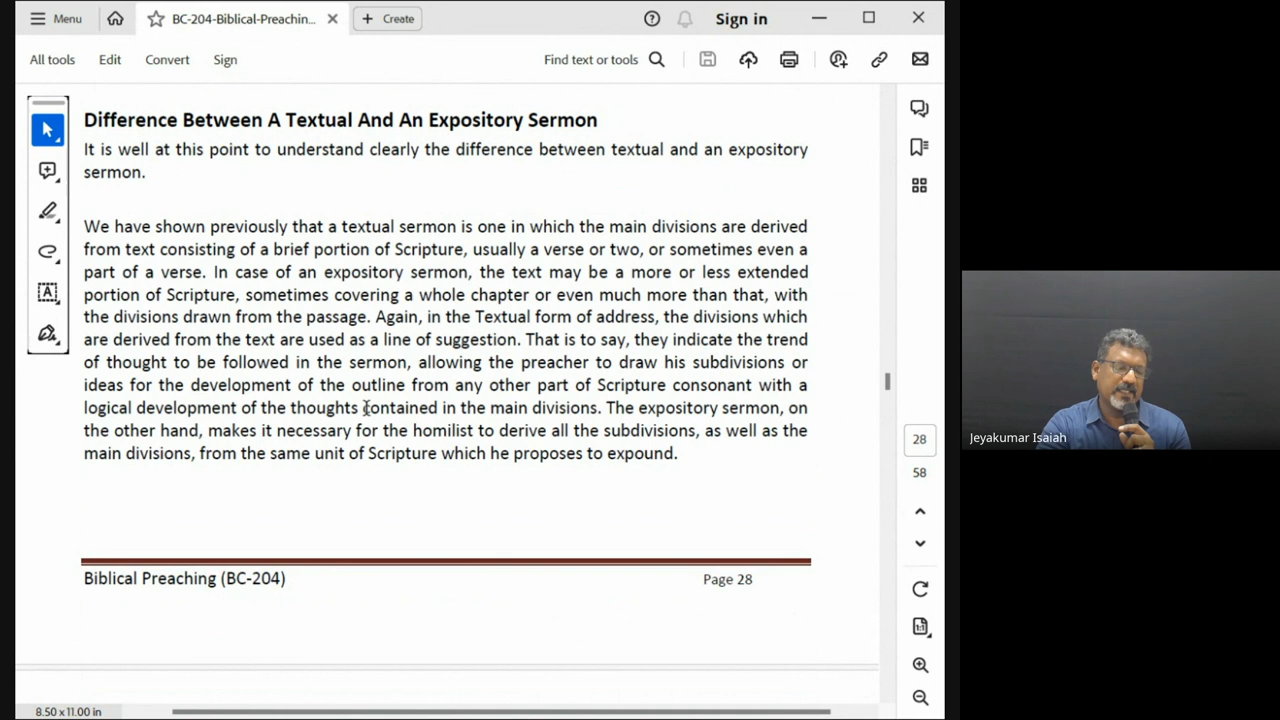 Menu
BC-204-Biblical-Preachin...
Create
Sign in
All tools
Edit
Convert
Sign
Find text or tools
Difference Between A Textual And An Expository Sermon
It is well at this point to understand clearly the difference between textual and an expository
sermon.
We have shown previously that a textual sermon is one in which the main divisions are derived
from text consisting of a brief portion of Scripture, usually a verse or two, or sometimes even a
part of a verse. In case of an expository sermon, the text may be a more or less extended
portion of Scripture, sometimes covering a whole chapter or even much more than that, with
the divisions drawn from the passage. Again, in the Textual form of address, the divisions which
are derived from the text are used as a line of suggestion. That is to say, they indicate the trend
of thought to be followed in the sermon, allowing the preacher to draw his subdivisions or
ideas for the development of the outline from any other part of Scripture consonant with a
logical development of the thoughts contained in the main divisions. The expository sermon, on
the other hand, makes it necessary for the homilist to derive all the subdivisions, as well as the
main divisions, from the same unit of Scripture which he proposes to expound.
Biblical Preaching (BC-204)
Page 28
28
58
1:1
8.50 x 11.00 in
Jeyakumar Isaiah